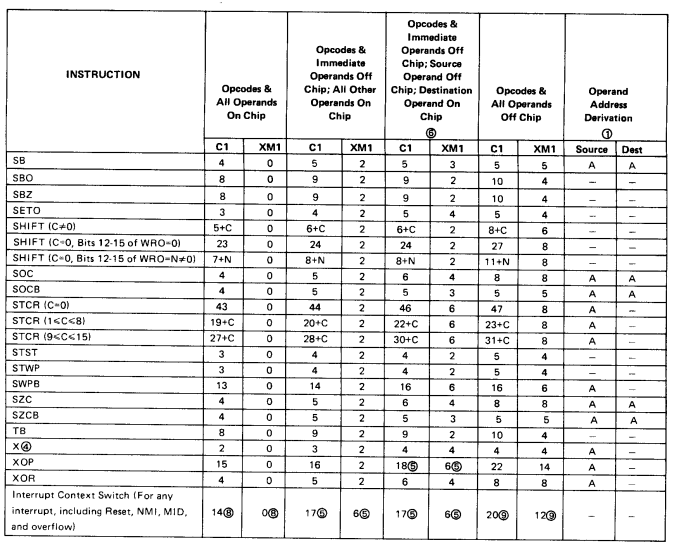 INSTRUCTION
Opcodes & All Operands On Chip
Opcodes & Immediate Operands Off Chip; All Other Operands On Chip
Opcodes & Immediate Operands Off Chip; Source Operand Off Chip; Destination Operand On Chip ⑥
Opcodes & All Operands Off Chip
Operand Address Derivation ①
C1 XM1 C1 XM1 C1 XM1 C1 XM1 Source Dest
SB 4 0 5 2 5 3 5 5 A A
SBO 8 0 9 2 9 2 10 4 – –
SBZ 8 0 9 2 9 2 10 4 – –
SETO 3 0 4 2 5 4 5 4 – –
SHIFT (C≠0) 5+C 0 6+C 2 6+C 2 8+C 6 – –
SHIFT (C=0, Bits 12-15 of WRO=0) 23 0 24 2 24 2 27 8 – –
SHIFT (C=0, Bits 12-15 of WRO=N≠0) 7+N 0 8+N 2 8+N 2 11+N 8 – –
SOC 4 0 5 2 6 4 8 8 A A
SOCB 4 0 5 2 5 3 5 5 A A
STCR (C=0) 43 0 44 2 46 6 47 8 A –
STCR (1≤C≤8) 19+C 0 20+C 2 22+C 6 23+C 8 A –
STCR (9≤C≤15) 27+C 0 28+C 2 30+C 6 31+C 8 A –
STST 3 0 4 2 4 2 5 4 – –
STWP 3 0 4 2 4 2 5 4 – –
SWPB 13 0 14 2 16 6 16 6 A –
SZC 4 0 5 2 6 4 8 8 A A
SZCB 4 0 5 2 5 3 5 5 A A
TB 8 0 9 2 9 2 10 4 – –
X④ 2 0 3 2 4 4 4 4 A –
XOP 15 0 16 2 18⑤ 6⑤ 22 14 A –
XOR 4 0 5 2 6 4 8 8 A –
Interrupt Context Switch (For any
interrupt, including Reset, NMI, MID, 14⑧ 0⑧ 17⑤ 6⑤ 17⑤ 6⑤ 20⑨ 12⑨ – –
and overflow)